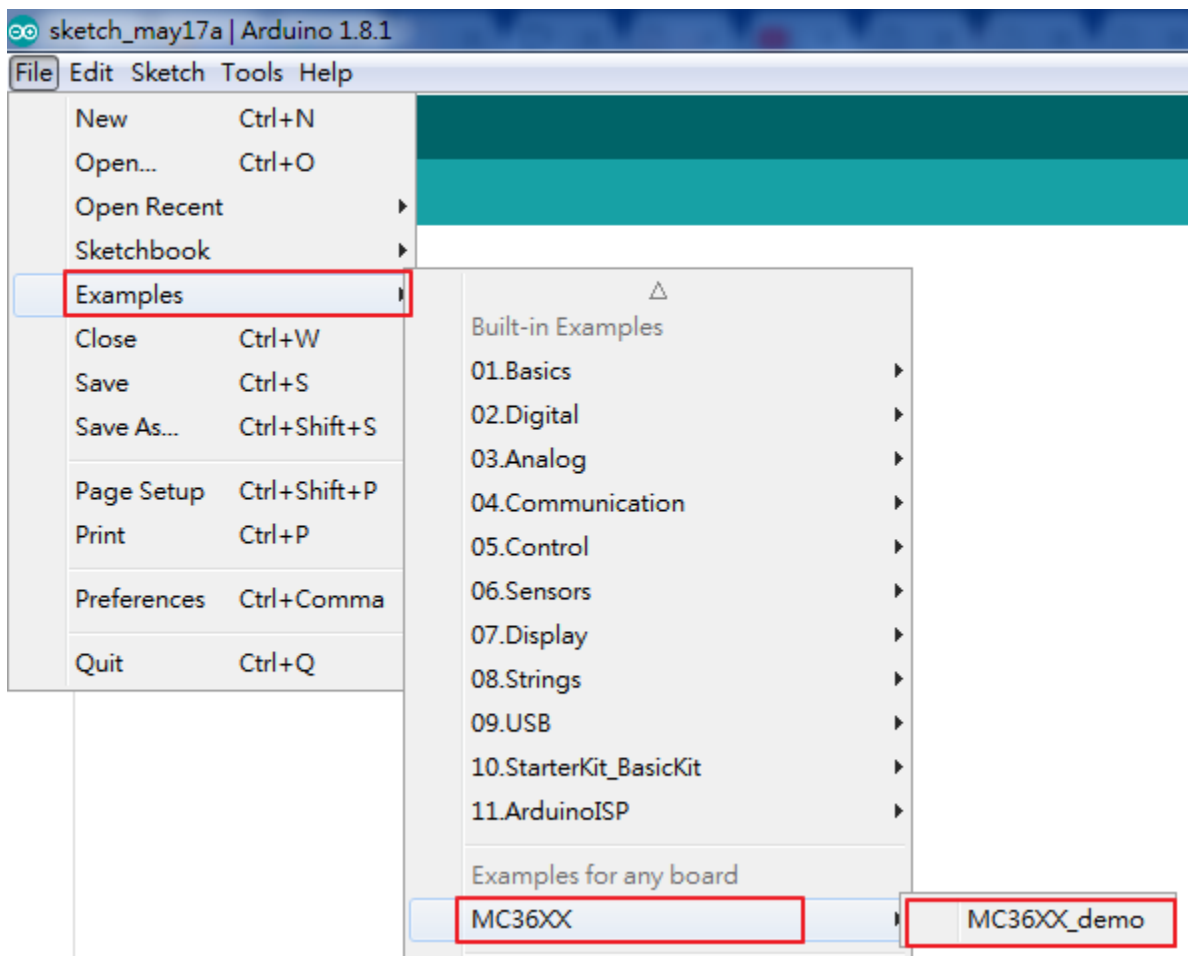 sketch_may17a | Arduino 1.8.1
File Edit Sketch Tools Help
New Ctrl+N
Open... Ctrl+O
Open Recent
Sketchbook
Examples
Close Ctrl+W
Save Ctrl+S
Save As... Ctrl+Shift+S
Page Setup Ctrl+Shift+P
Print Ctrl+P
Preferences Ctrl+Comma
Quit Ctrl+Q
Built-in Examples
01.Basics
02.Digital
03.Analog
04.Communication
05.Control
06.Sensors
07.Display
08.Strings
09.USB
10.StarterKit_BasicKit
11.ArduinoISP
Examples for any board
MC36XX
MC36XX_demo